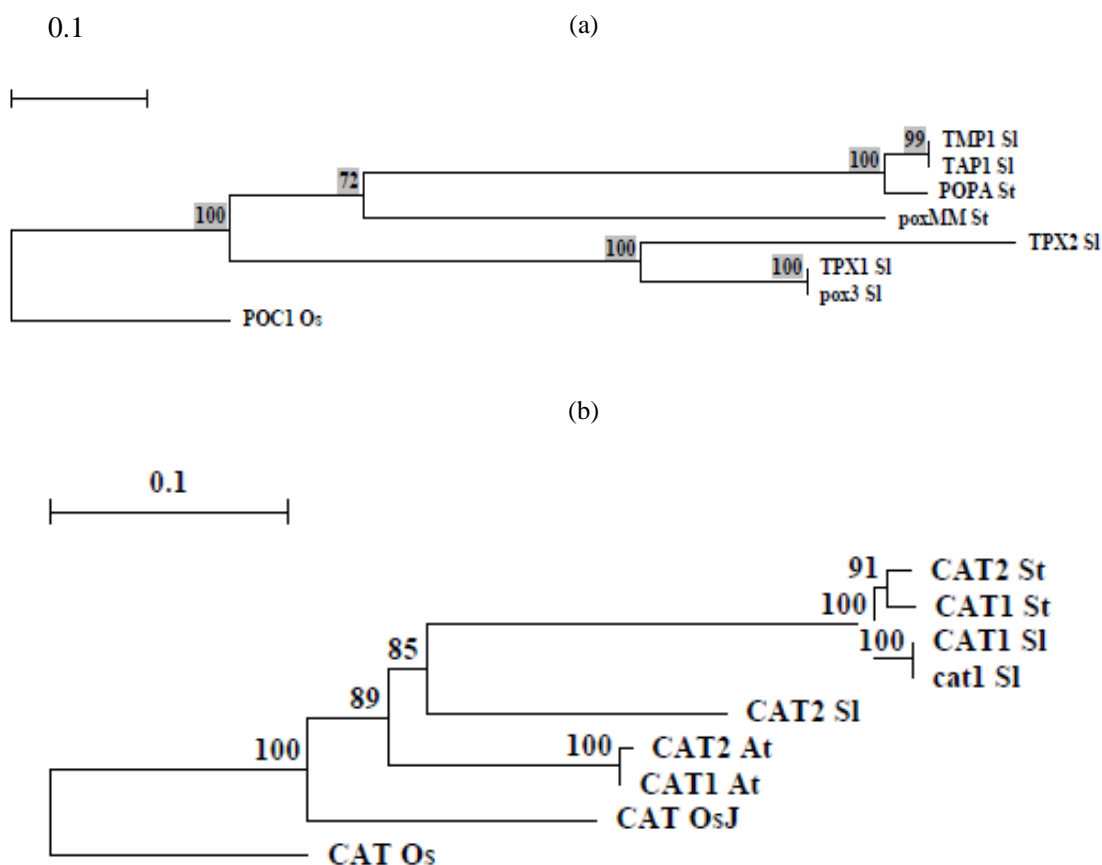 0.1
(a)
99
TMP1 Sl
100
TAP1 Sl
72
POPA St
100
poxMM St
100
TPX2 Sl
100
TPX1 Sl
pox3 Sl
POC1 Os
(b)
0.1
91
CAT2 St
100
CAT1 St
100
CAT1 Sl
85
cat1 Sl
89
CAT2 Sl
100
100
CAT2 At
CAT1 At
CAT OsJ
CAT Os